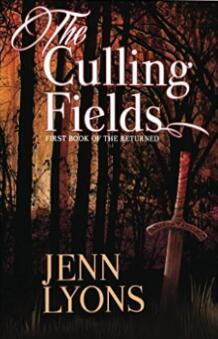 The
Culling
Fields
FIRST BOOK OF THE RETURNED
JENN
LYONS